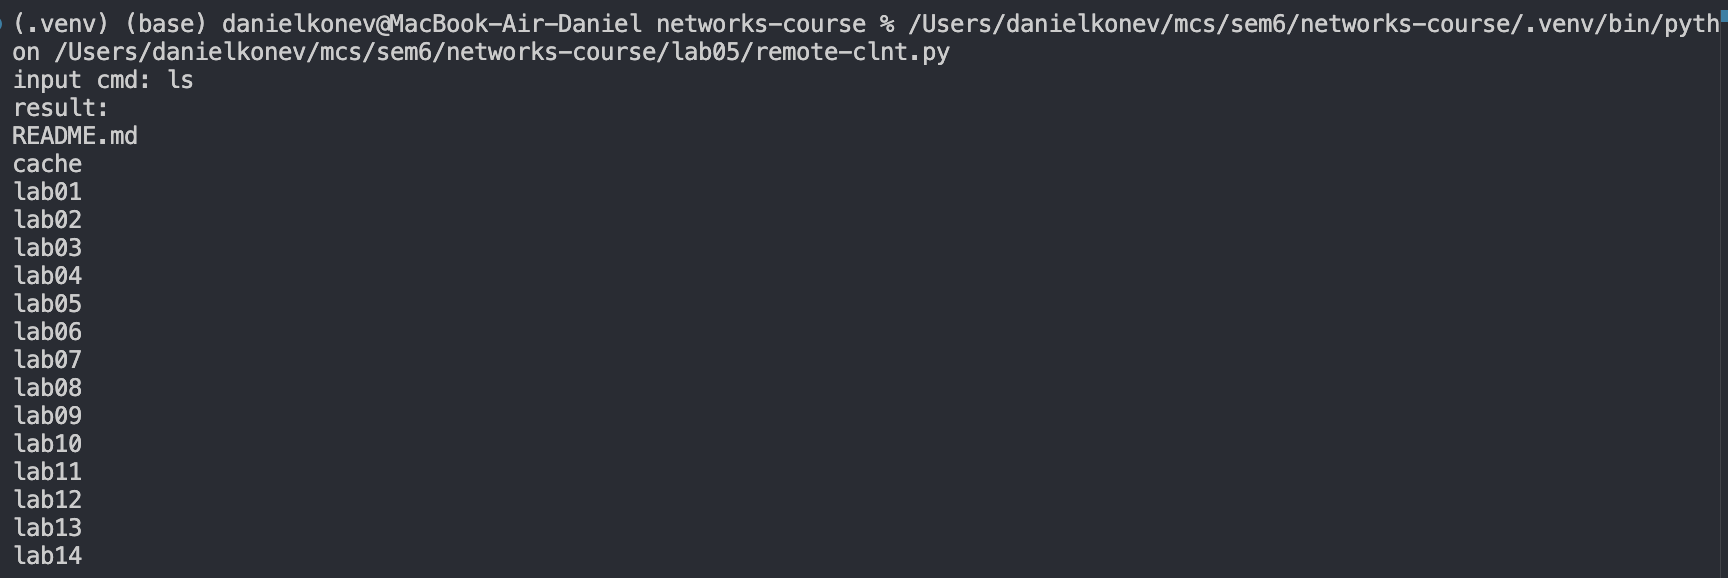 (.venv) (base) danielkonev@MacBook-Air-Daniel networks-course % /Users/danielkonev/mcs/sem6/networks-course/.venv/bin/pyth
on /Users/danielkonev/mcs/sem6/networks-course/lab05/remote-clnt.py
input cmd: ls
result:
README.md
cache
lab01
lab02
lab03
lab04
lab05
lab06
lab07
lab08
lab09
lab10
lab11
lab12
lab13
lab14